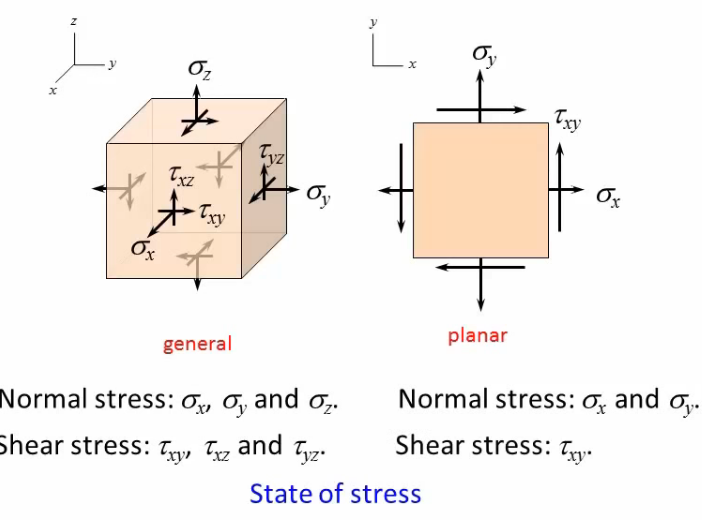 z
y
x
σz
τyz
τxz
τxy
σy
σx
general
y
x
σy
τxy
σx
planar
Normal stress: σx, σy and σz.
Shear stress: τxy, τxz and τyz.
Normal stress: σx and σy.
Shear stress: τxy.
State of stress